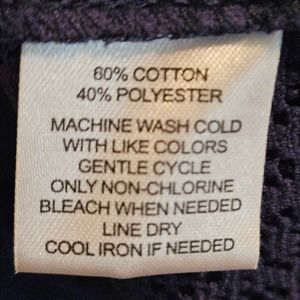 60% COTTON
40% POLYESTER
MACHINE WASH COLD
WITH LIKE COLORS
GENTLE CYCLE
ONLY NON-CHLORINE
BLEACH WHEN NEEDED
LINE DRY
COOL IRON IF NEEDED